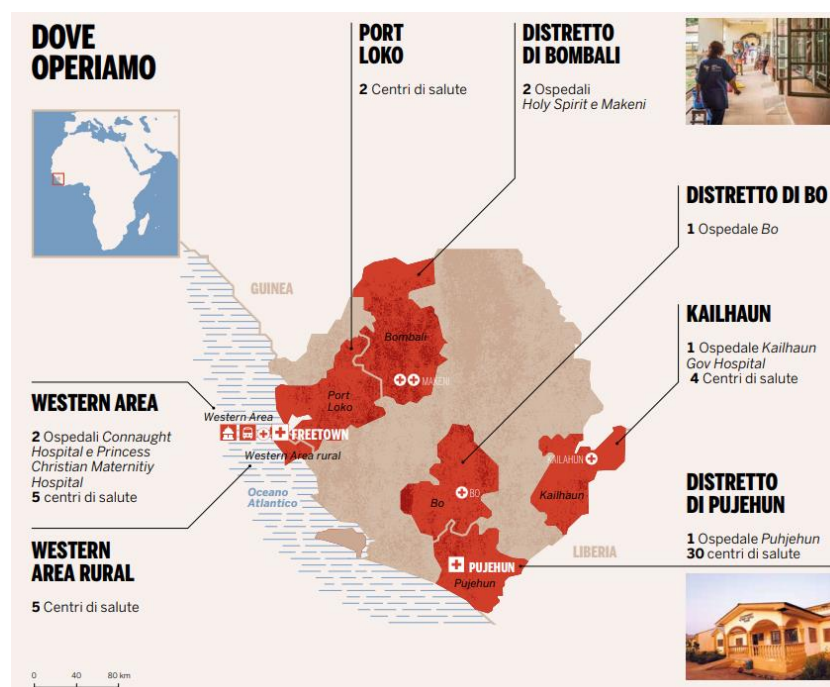 DOVE
OPERIAMO
PORT
LOKO
2 Centri di salute
DISTRETTO
DI BOMBALI
2 Ospedali
Holy Spirit e Makeni
DISTRETTO DI BO
1 Ospedale Bo
KAILHAUN
1 Ospedale Kailhaun
Gov Hospital
4 Centri di salute
DISTRETTO
DI PUJEHUN
1 Ospedale Puhjehun
30 centri di salute
WESTERN AREA
2 Ospedali Connaught
Hospital e Princess
Christian Maternitiy
Hospital
5 centri di salute
WESTERN
AREA RURAL
5 Centri di salute
GUINEA
Bombali
MAKENI
Port
Loko
Western Area
FREETOWN
Western Area rural
Oceano
Atlantico
KAILAHUN
Kailhaun
BO
Bo
LIBERIA
PUJEHUN
Pujehun
0 40 80 km